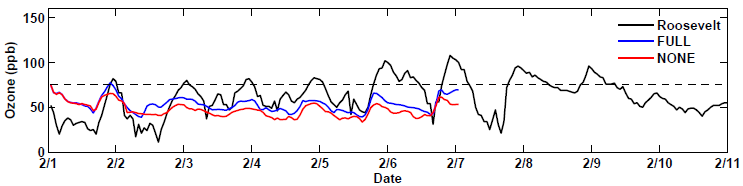 150
100
50
0
Ozone (ppb)
Roosevelt
FULL
NONE
2/1 2/2 2/3 2/4 2/5 2/6 2/7 2/8 2/9 2/10 2/11
Date